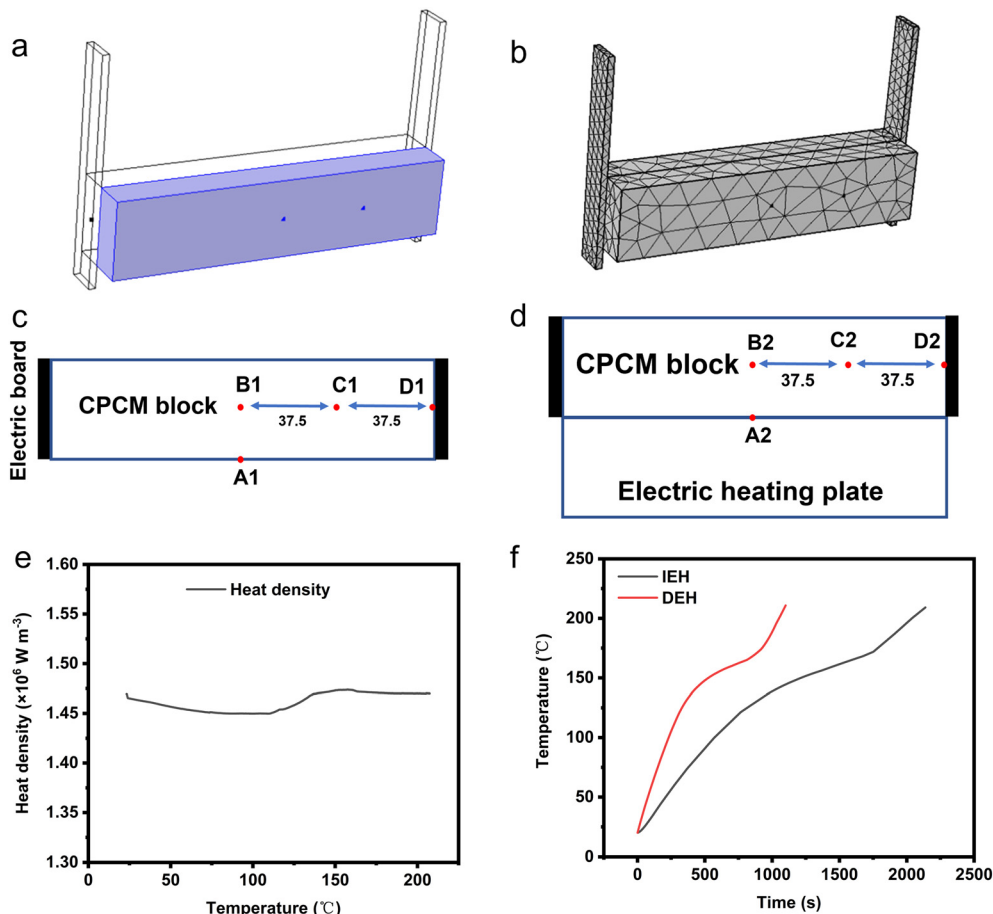 a
b
c
Electric board
CPCM block
B1
C1
D1
37.5
37.5
A1
d
CPCM block
B2
C2
D2
37.5
37.5
A2
Electric heating plate
e
Heat density
Heat density (×10⁶ W m⁻³)
1.60
1.55
1.50
1.45
1.40
1.35
1.30
0
50
100
150
200
Temperature (℃)
f
IEH
DEH
Temperature (℃)
250
200
150
100
50
0
0
500
1000
1500
2000
2500
Time (s)